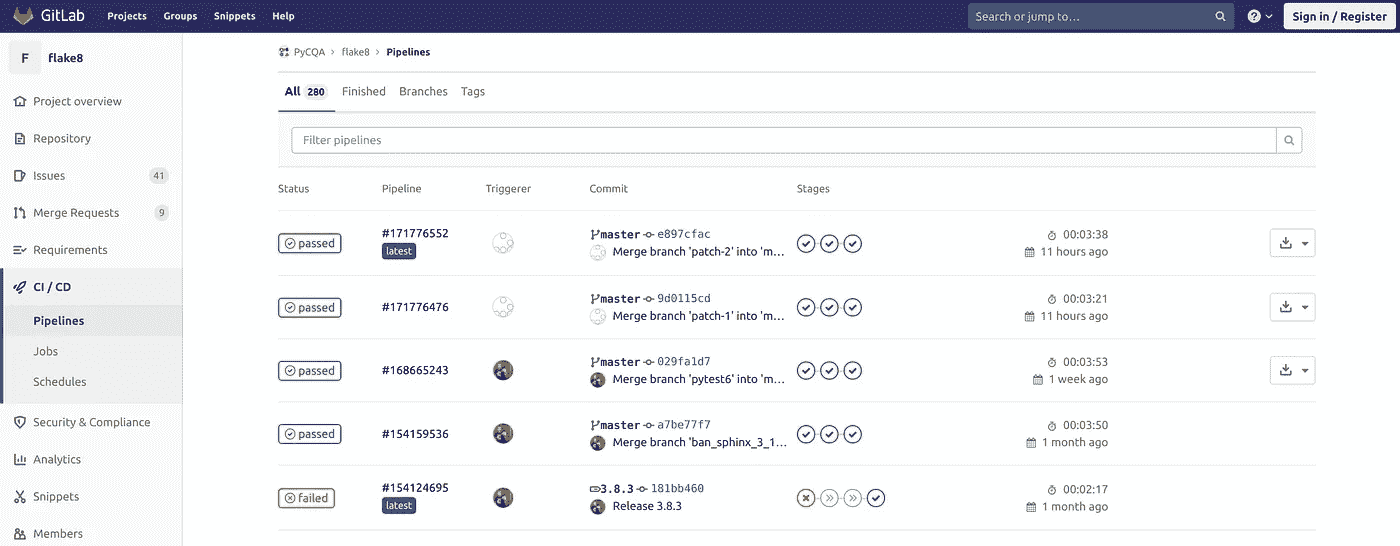 GitLab Projects Groups Snippets Help Search or jump to… Sign in / Register
F flake8
Project overview
Repository
Issues 41
Merge Requests 9
Requirements
CI / CD
Pipelines
Jobs
Schedules
Security & Compliance
Analytics
Snippets
Members
PyCQA > flake8 > Pipelines
All 280 Finished Branches Tags
Filter pipelines
Status Pipeline Triggerer Commit Stages
passed #171776552 latest master e897cfac 00:03:38
Merge branch 'patch-2' into 'm… 11 hours ago
passed #171776476 master 9d0115cd 00:03:21
Merge branch 'patch-1' into 'm… 11 hours ago
passed #168665243 master 029fa1d7 00:03:53
Merge branch 'pytest6' into 'm… 1 week ago
passed #154159536 master a7be77f7 00:03:50
Merge branch 'ban_sphinx_3_1… 1 month ago
failed #154124695 latest 3.8.3 181bb460 00:02:17
Release 3.8.3 1 month ago